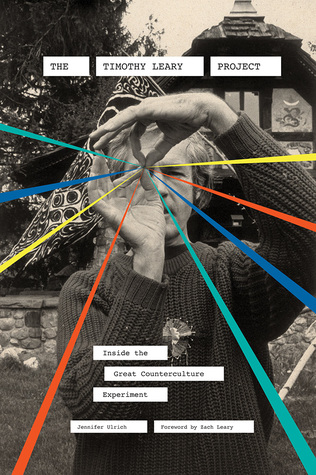 THE TIMOTHY LEARY PROJECT
Inside the
Great Counterculture
Experiment
Jennifer Ulrich Foreword by Zach Leary